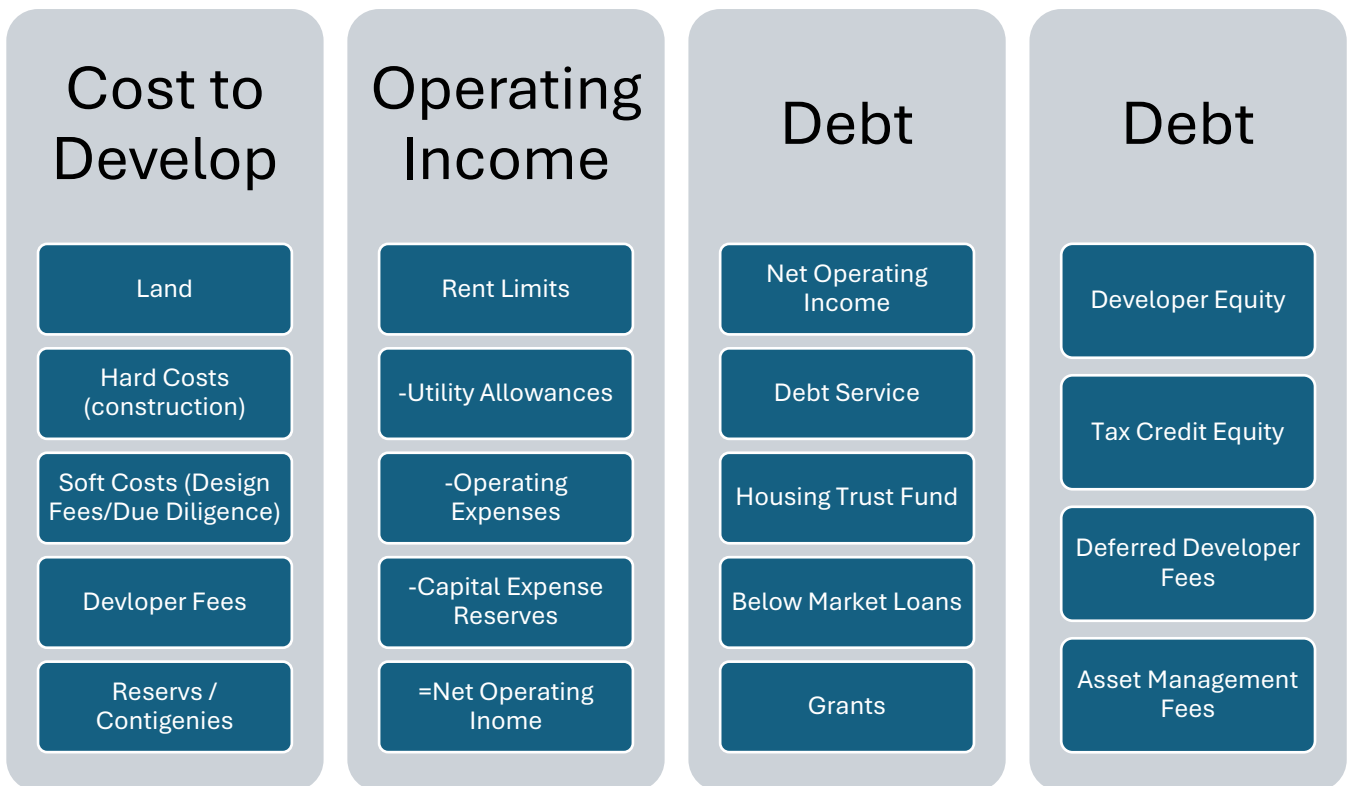 Cost to
Develop
Land
Hard Costs
(construction)
Soft Costs (Design
Fees/Due Diligence)
Devloper Fees
Reservs /
Contigenies
Operating
Income
Rent Limits
-Utility Allowances
-Operating
Expenses
-Capital Expense
Reserves
=Net Operating
Inome
Debt
Net Operating
Income
Debt Service
Housing Trust Fund
Below Market Loans
Grants
Debt
Developer Equity
Tax Credit Equity
Deferred Developer
Fees
Asset Management
Fees